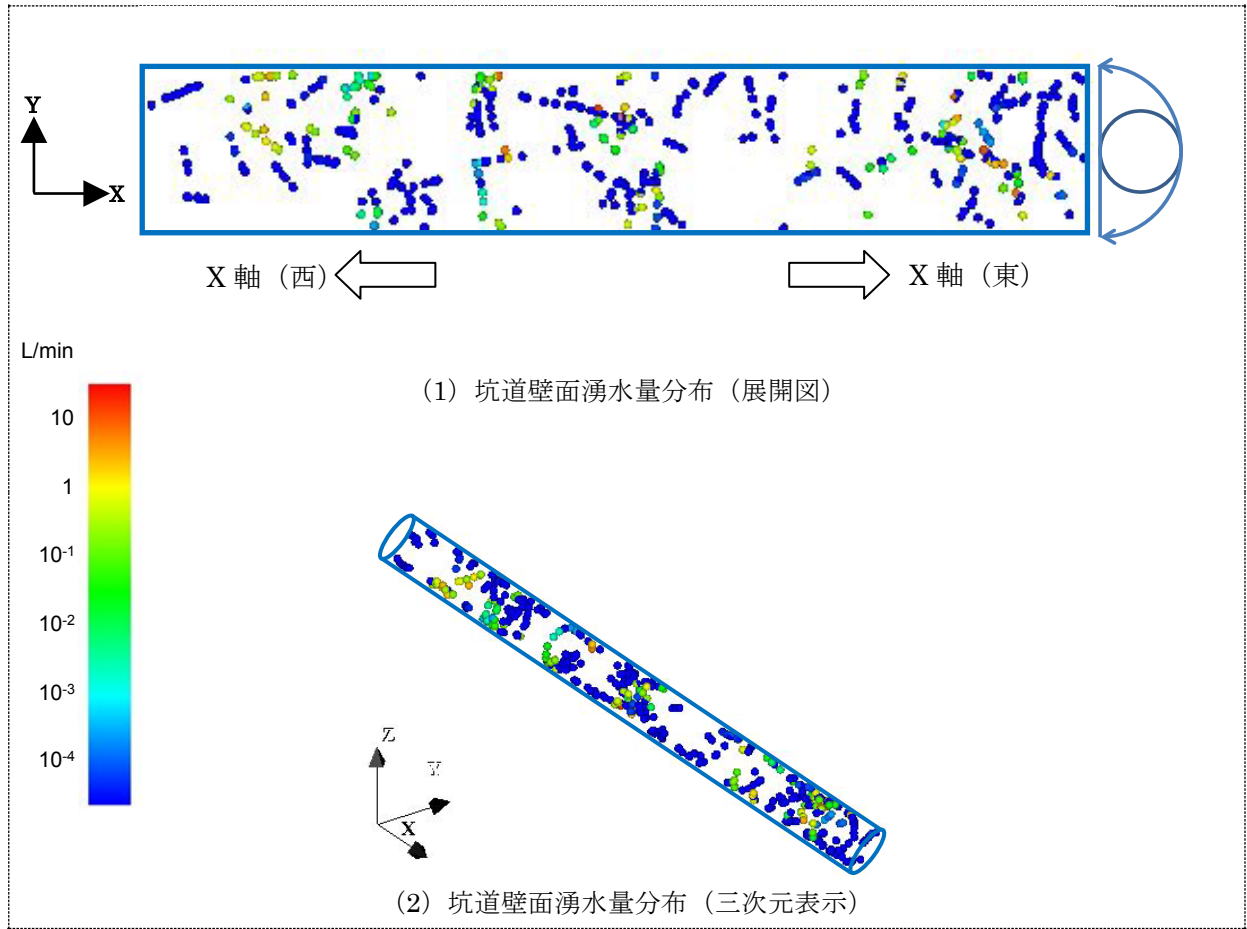 Y
X
X 軸（西）
X 軸（東）
L/min
（1）坑道壁面湧水量分布（展開図）
10
1
10-1
10-2
10-3
10-4
Z
Y
X
（2）坑道壁面湧水量分布（三次元表示）